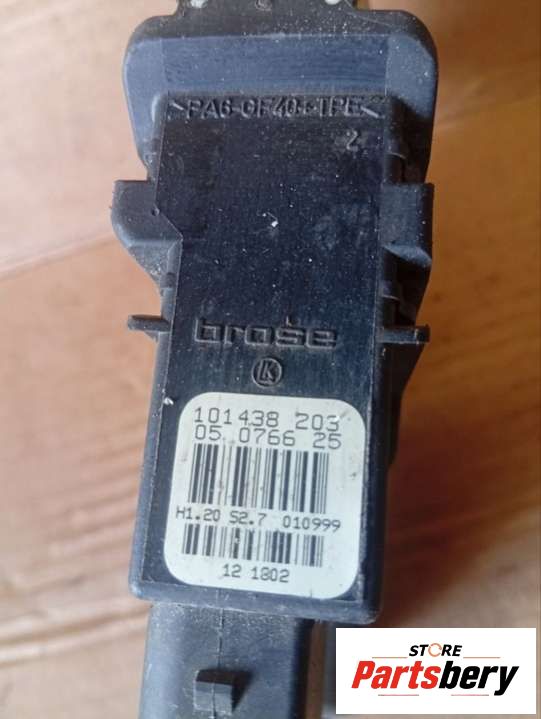 >PA6-GF40+TPE<
2
brose
K
101438 203
05 0766 25
H1.20 S2.7 010999
12 1802
STORE
Partsbery